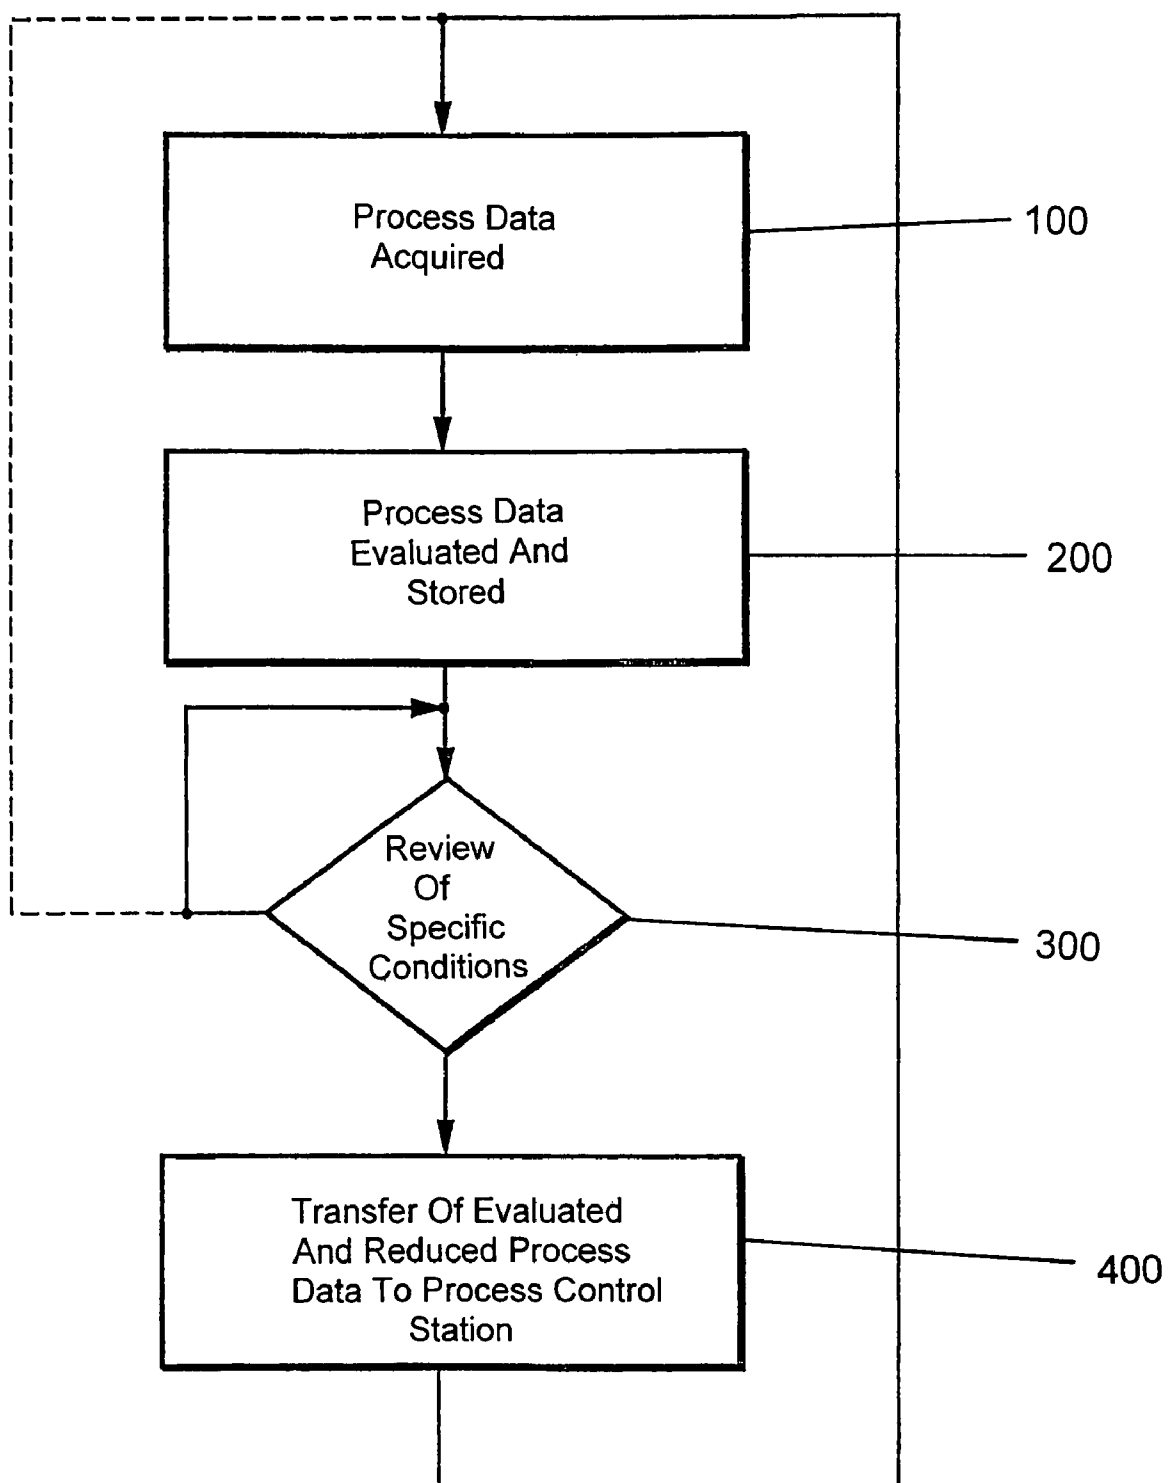 Process Data
Acquired
100
Process Data
Evaluated And
Stored
200
Review
Of
Specific
Conditions
300
Transfer Of Evaluated
And Reduced Process
Data To Process Control
Station
400